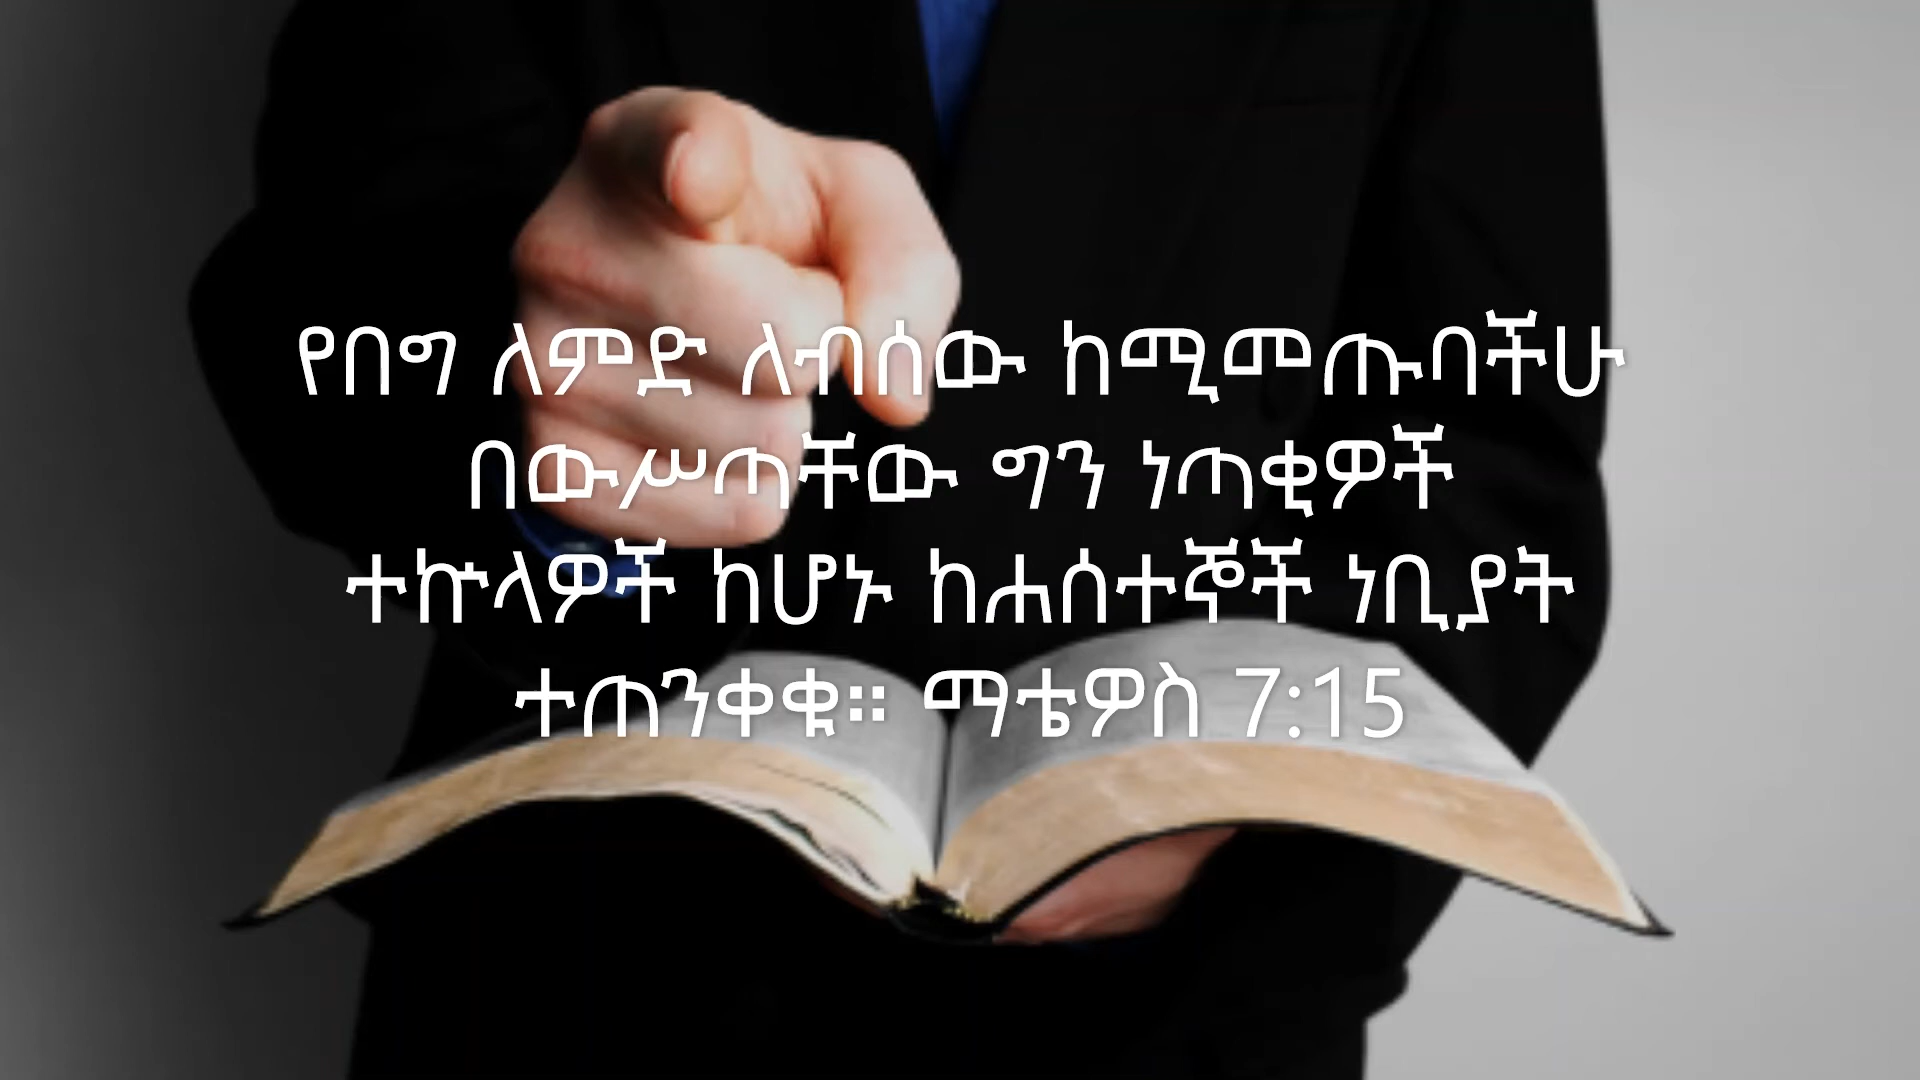 የበግ ለምድ ለብሰው ከሚመጡባችሁ
በውሥጣቸው ግን ነጣቂዎች
ተኵላዎች ከሆኑ ከሐሰተኞች ነቢያት
ተጠንቀቁ። ማቴዎስ 7:15